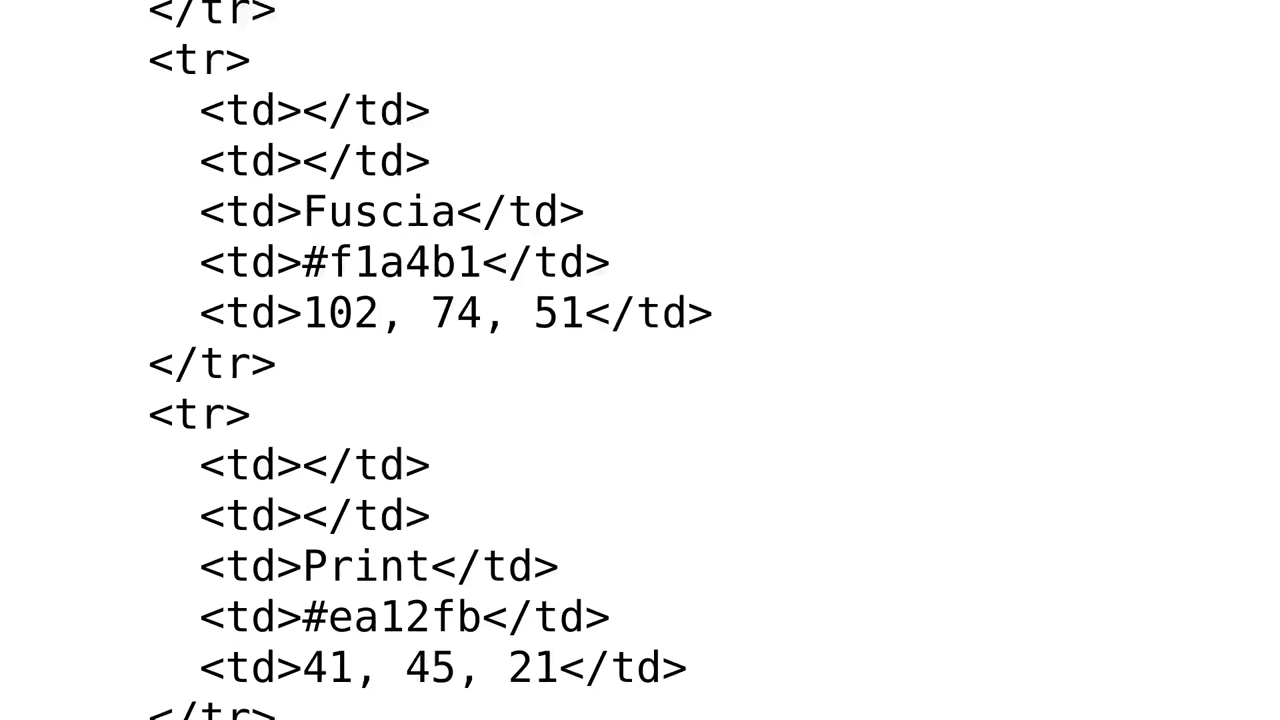 </tr>
<tr>
<td></td>
<td></td>
<td>Fuscia</td>
<td>#f1a4b1</td>
<td>102, 74, 51</td>
</tr>
<tr>
<td></td>
<td></td>
<td>Print</td>
<td>#ea12fb</td>
<td>41, 45, 21</td>
</tr>